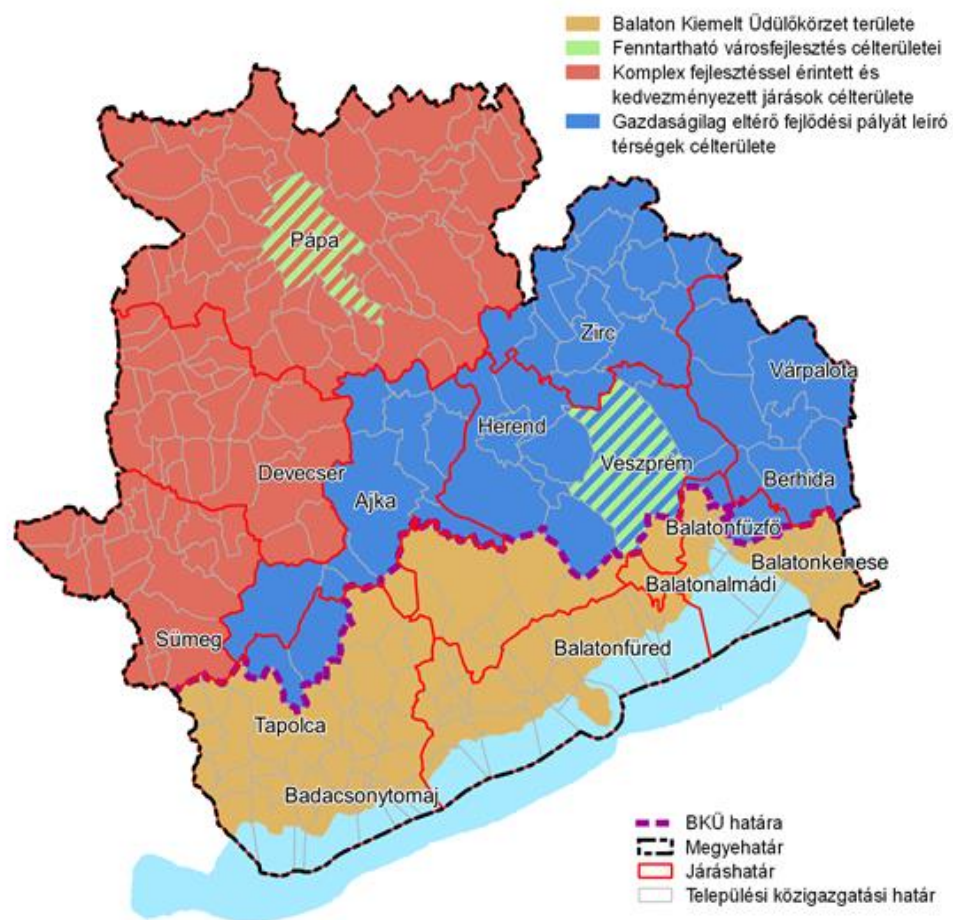 Balaton Kiemelt Üdülőkörzet területe
Fenntartható városfejlesztés célterületei
Komplex fejlesztéssel érintett és
kedvezményezett járások célterülete
Gazdaságilag eltérő fejlődési pályát leíró
térségek célterülete
Pápa
Zirc
Várpalota
Herend
Veszprém
Devecser
Ajka
Berhida
Balatonfűzfő
Balatonkenese
Balatonalmádi
Sümeg
Balatonfüred
Tapolca
Badacsonytomaj
BKÜ határa
Megyehatár
Járáshatár
Települési közigazgatási határ